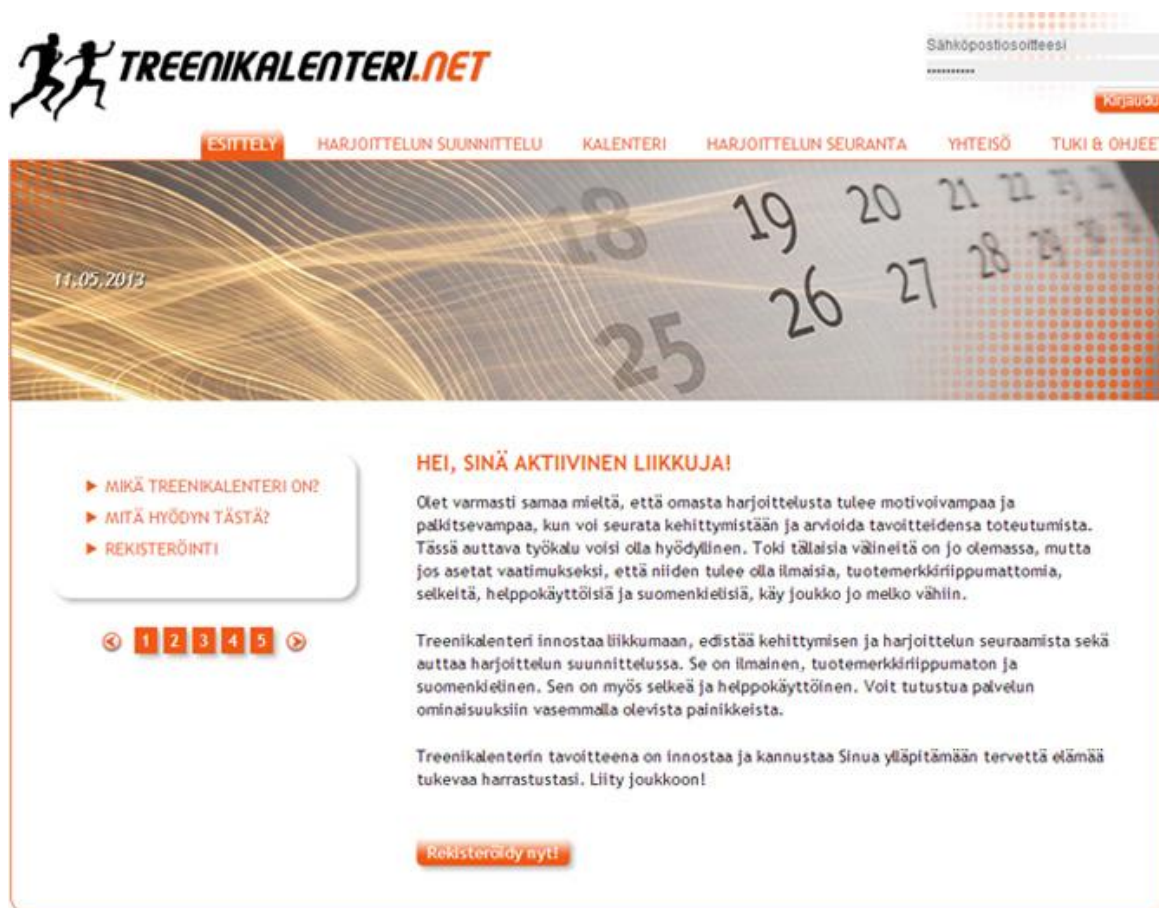 TREENIKALENTERI.NET
Sähköpostiosoitteesi
••••••••••
Kirjaudu
ESITTELY HARJOITTELUN SUUNNITTELU KALENTERI HARJOITTELUN SEURANTA YHTEISÖ TUKI & OHJEET
18 19 20 21 22 23 24
25 26 27 28 29 30 31
11.05.2013
MIKÄ TREENIKALENTERI ON?
MITÄ HYÖDYN TÄSTÄ?
REKISTERÖINTI
1 2 3 4 5
HEI, SINÄ AKTIIVINEN LIIKKUJA!
Olet varmasti samaa mieltä, että omasta harjoittelusta tulee motivoivampaa ja
palkitsevampaa, kun voi seurata kehittymistään ja arvioida tavoitteidensa toteutumista.
Tässä auttava työkalu voisi olla hyödyllinen. Toki tällaisia välineitä on jo olemassa, mutta
jos asetat vaatimukseksi, että niiden tulee olla ilmaisia, tuotemerkkiriippumattomia,
selkeitä, helppokäyttöisiä ja suomenkielisiä, käy joukko jo melko vähiin.
Treenikalenteri innostaa liikkumaan, edistää kehittymisen ja harjoittelun seuraamista sekä
auttaa harjoittelun suunnittelussa. Se on ilmainen, tuotemerkkiriippumaton ja
suomenkielinen. Sen on myös selkeä ja helppokäyttöinen. Voit tutustua palvelun
ominaisuuksiin vasemmalla olevista painikkeista.
Treenikalenterin tavoitteena on innostaa ja kannustaa Sinua ylläpitämään tervettä elämää
tukevaa harrastustasi. Liity joukkoon!
Rekisteröidy nyt!